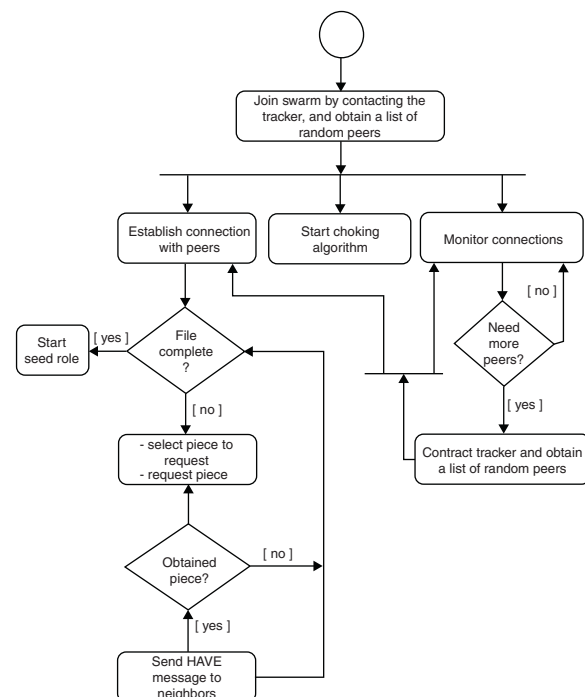 Join swarm by contacting the
tracker, and obtain a list of
random peers
Establish connection
with peers
Start choking
algorithm
Monitor connections
[ no ]
Need
more
peers?
[ yes ]
Contract tracker and obtain
a list of random peers
File
complete
?
[ yes ]
Start
seed role
[ no ]
- select piece to
request
- request piece
Obtained
piece?
[ no ]
[ yes ]
Send HAVE
message to
neighbors